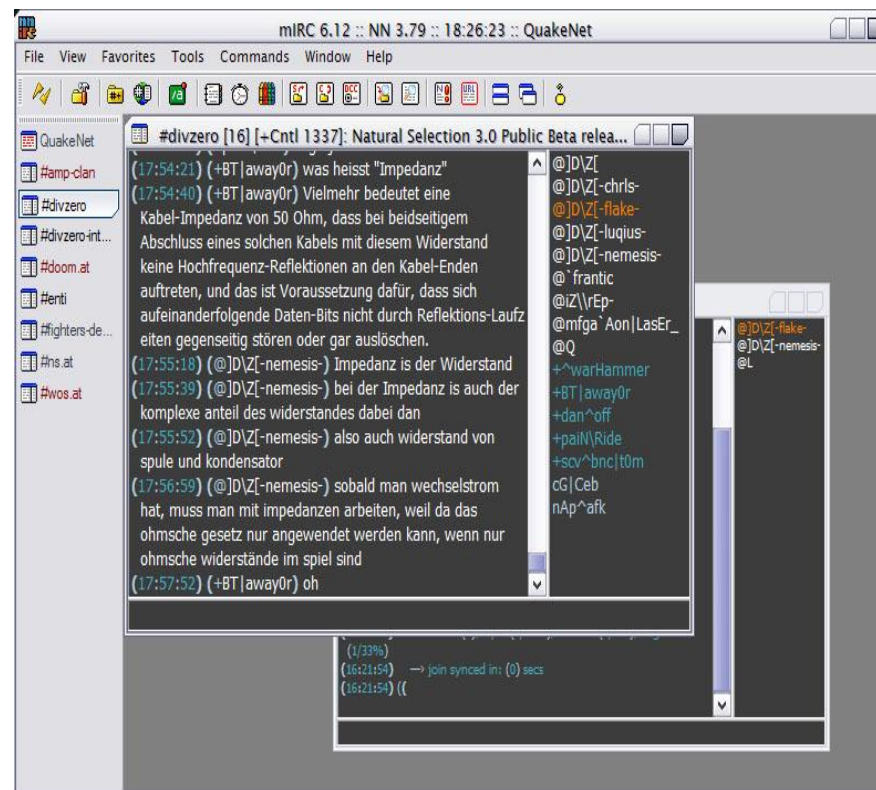 mIRC 6.12 :: NN 3.79 :: 18:26:23 :: QuakeNet
File View Favorites Tools Commands Window Help
QuakeNet
#amp-clan
#divzero
#divzero-int...
#doom.at
#enti
#fighters-de...
#ns.at
#wos.at
#divzero [16] [+Cntl 1337]: Natural Selection 3.0 Public Beta relea...
(17:54:21) (+BT|away0r) was heisst "Impedanz"
(17:54:40) (+BT|away0r) Vielmehr bedeutet eine
Kabel-Impedanz von 50 Ohm, dass bei beidseitigem
Abschluss eines solchen Kabels mit diesem Widerstand
keine Hochfrequenz-Reflektionen an den Kabel-Enden
auftreten, und das ist Voraussetzung dafür, dass sich
aufeinanderfolgende Daten-Bits nicht durch Reflektions-Laufz
eiten gegenseitig stören oder gar auslöschen.
(17:55:18) (@]D\Z[-nemesis-) Impedanz is der Widerstand
(17:55:39) (@]D\Z[-nemesis-) bei der Impedanz is auch der
komplexe anteil des widerstandes dabei dan
(17:55:52) (@]D\Z[-nemesis-) also auch widerstand von
spule und kondensator
(17:56:59) (@]D\Z[-nemesis-) sobald man wechselstrom
hat, muss man mit impedanzen arbeiten, weil da das
ohmsche gesetz nur angewendet werden kann, wenn nur
ohmsche widerstände im spiel sind
(17:57:52) (+BT|away0r) oh
@]D\Z[
@]D\Z[-chrls-
@]D\Z[-flake-
@]D\Z[-luqius-
@]D\Z[-nemesis-
@`frantic
@iZ\\rEp-
@mfga`Aon|LasEr_
@Q
+^warHammer
+BT|away0r
+dan^off
+paiN\Ride
+scv^bnc|t0m
cG|Ceb
nAp^afk
@]D\Z[-flake-
@]D\Z[-nemesis-
@L
(1/33%)
(16:21:54) —> join synced in: (0) secs
(16:21:54) ((